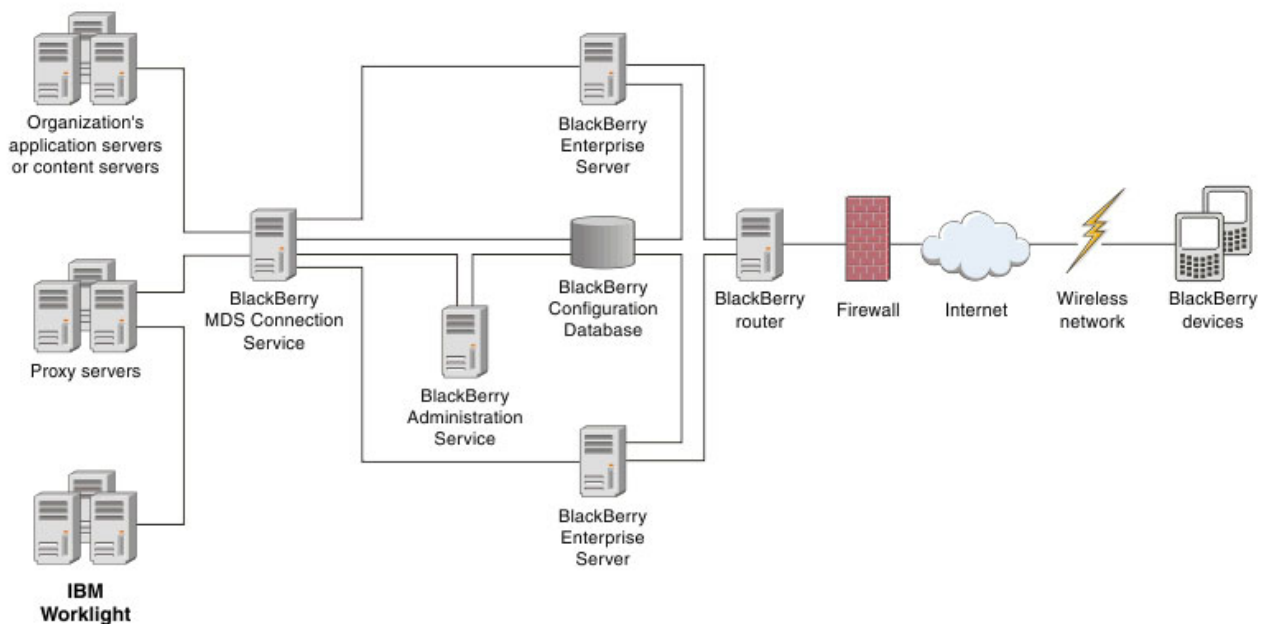 Organization's
application servers
or content servers
BlackBerry
Enterprise
Server
BlackBerry
MDS Connection
Service
BlackBerry
Configuration
Database
BlackBerry
router
Firewall
Internet
Wireless
network
BlackBerry
devices
Proxy servers
BlackBerry
Administration
Service
BlackBerry
Enterprise
Server
IBM
Worklight